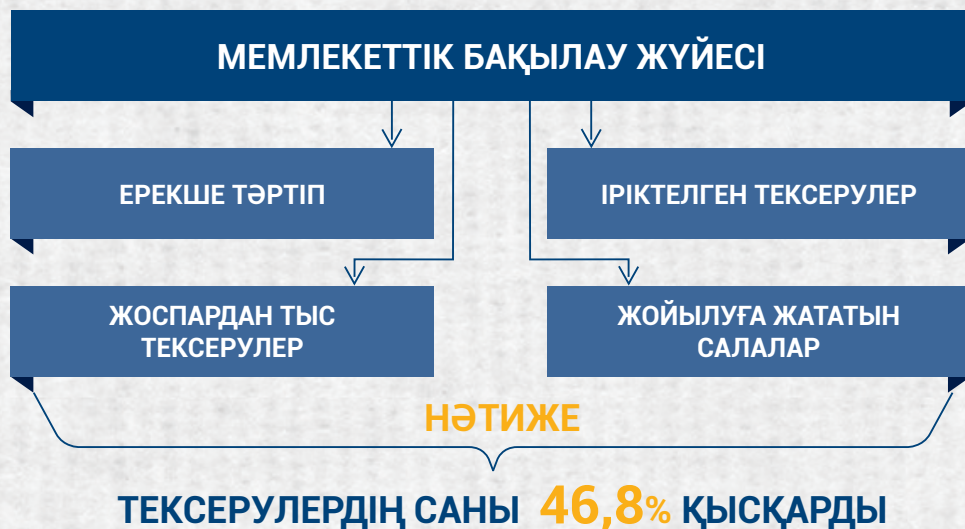 МЕМЛЕКЕТТІК БАҚЫЛАУ ЖҮЙЕСІ
ЕРЕКШЕ ТӘРТІП
ІРІКТЕЛГЕН ТЕКСЕРУЛЕР
ЖОСПАРДАН ТЫС
ТЕКСЕРУЛЕР
ЖОЙЫЛУҒА ЖАТАТЫН
САЛАЛАР
НӘТИЖЕ
ТЕКСЕРУЛЕРДІҢ САНЫ 46,8% ҚЫСҚАРДЫ